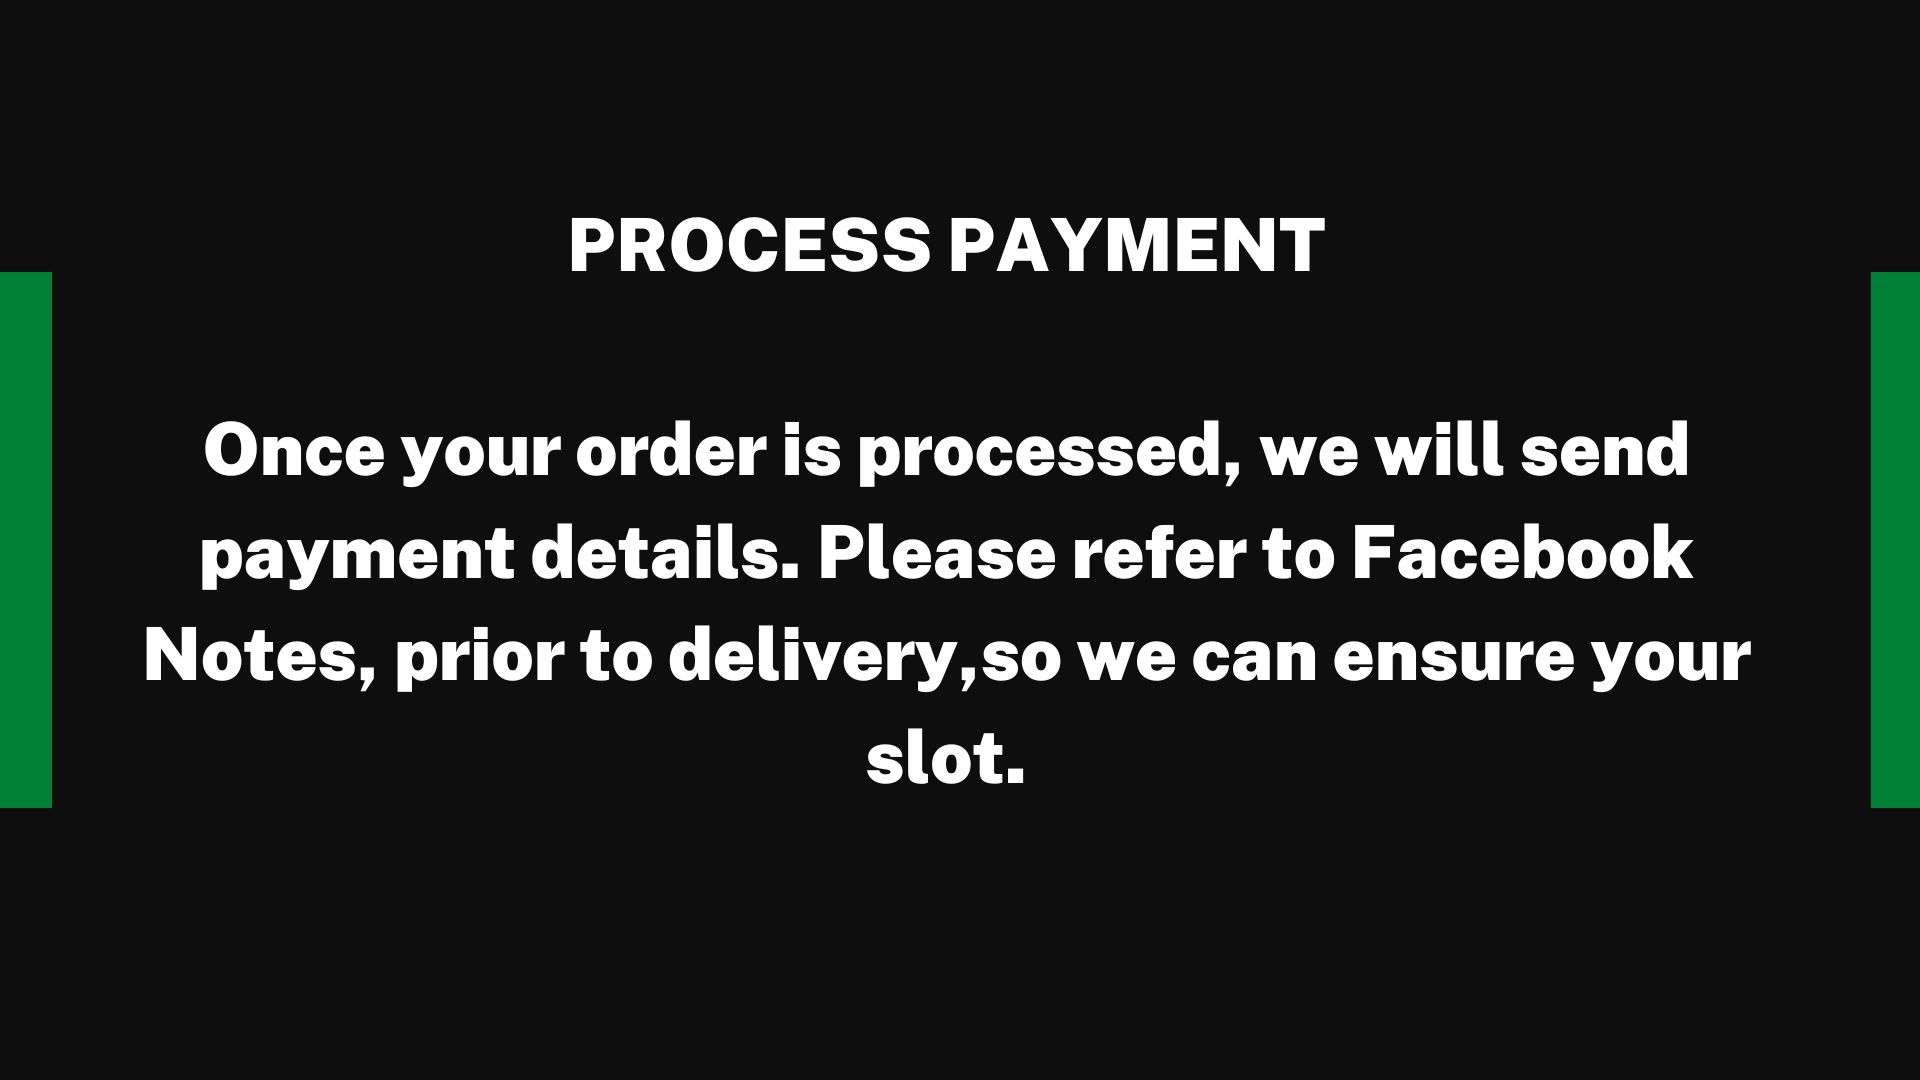 PROCESS PAYMENT
Once your order is processed, we will send
payment details. Please refer to Facebook
Notes, prior to delivery,so we can ensure your
slot.